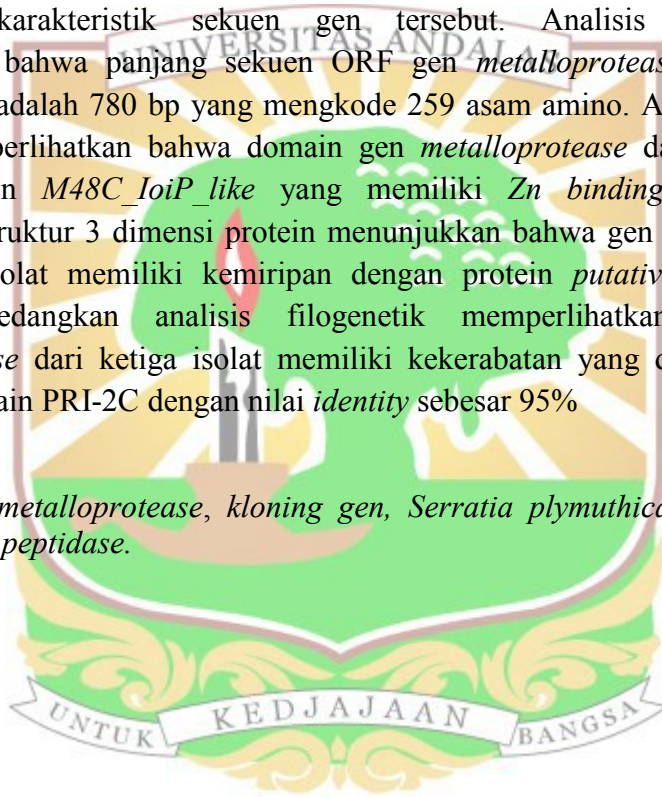 karakteristik sekuen gen tersebut. Analisis
UNIVERSITAS ANDALAS
bahwa panjang sekuen ORF gen metalloproteas
adalah 780 bp yang mengkode 259 asam amino. A
perlihatkan bahwa domain gen metalloprotease da
n M48C_IoiP_like yang memiliki Zn binding
ruktur 3 dimensi protein menunjukkan bahwa gen
olat memiliki kemiripan dengan protein putativ
edangkan analisis filogenetik memperlihatkan
se dari ketiga isolat memiliki kekerabatan yang d
ain PRI-2C dengan nilai identity sebesar 95%
metalloprotease, kloning gen, Serratia plymuthica
peptidase.
UNTUK KEDJAJAAN BANGSA